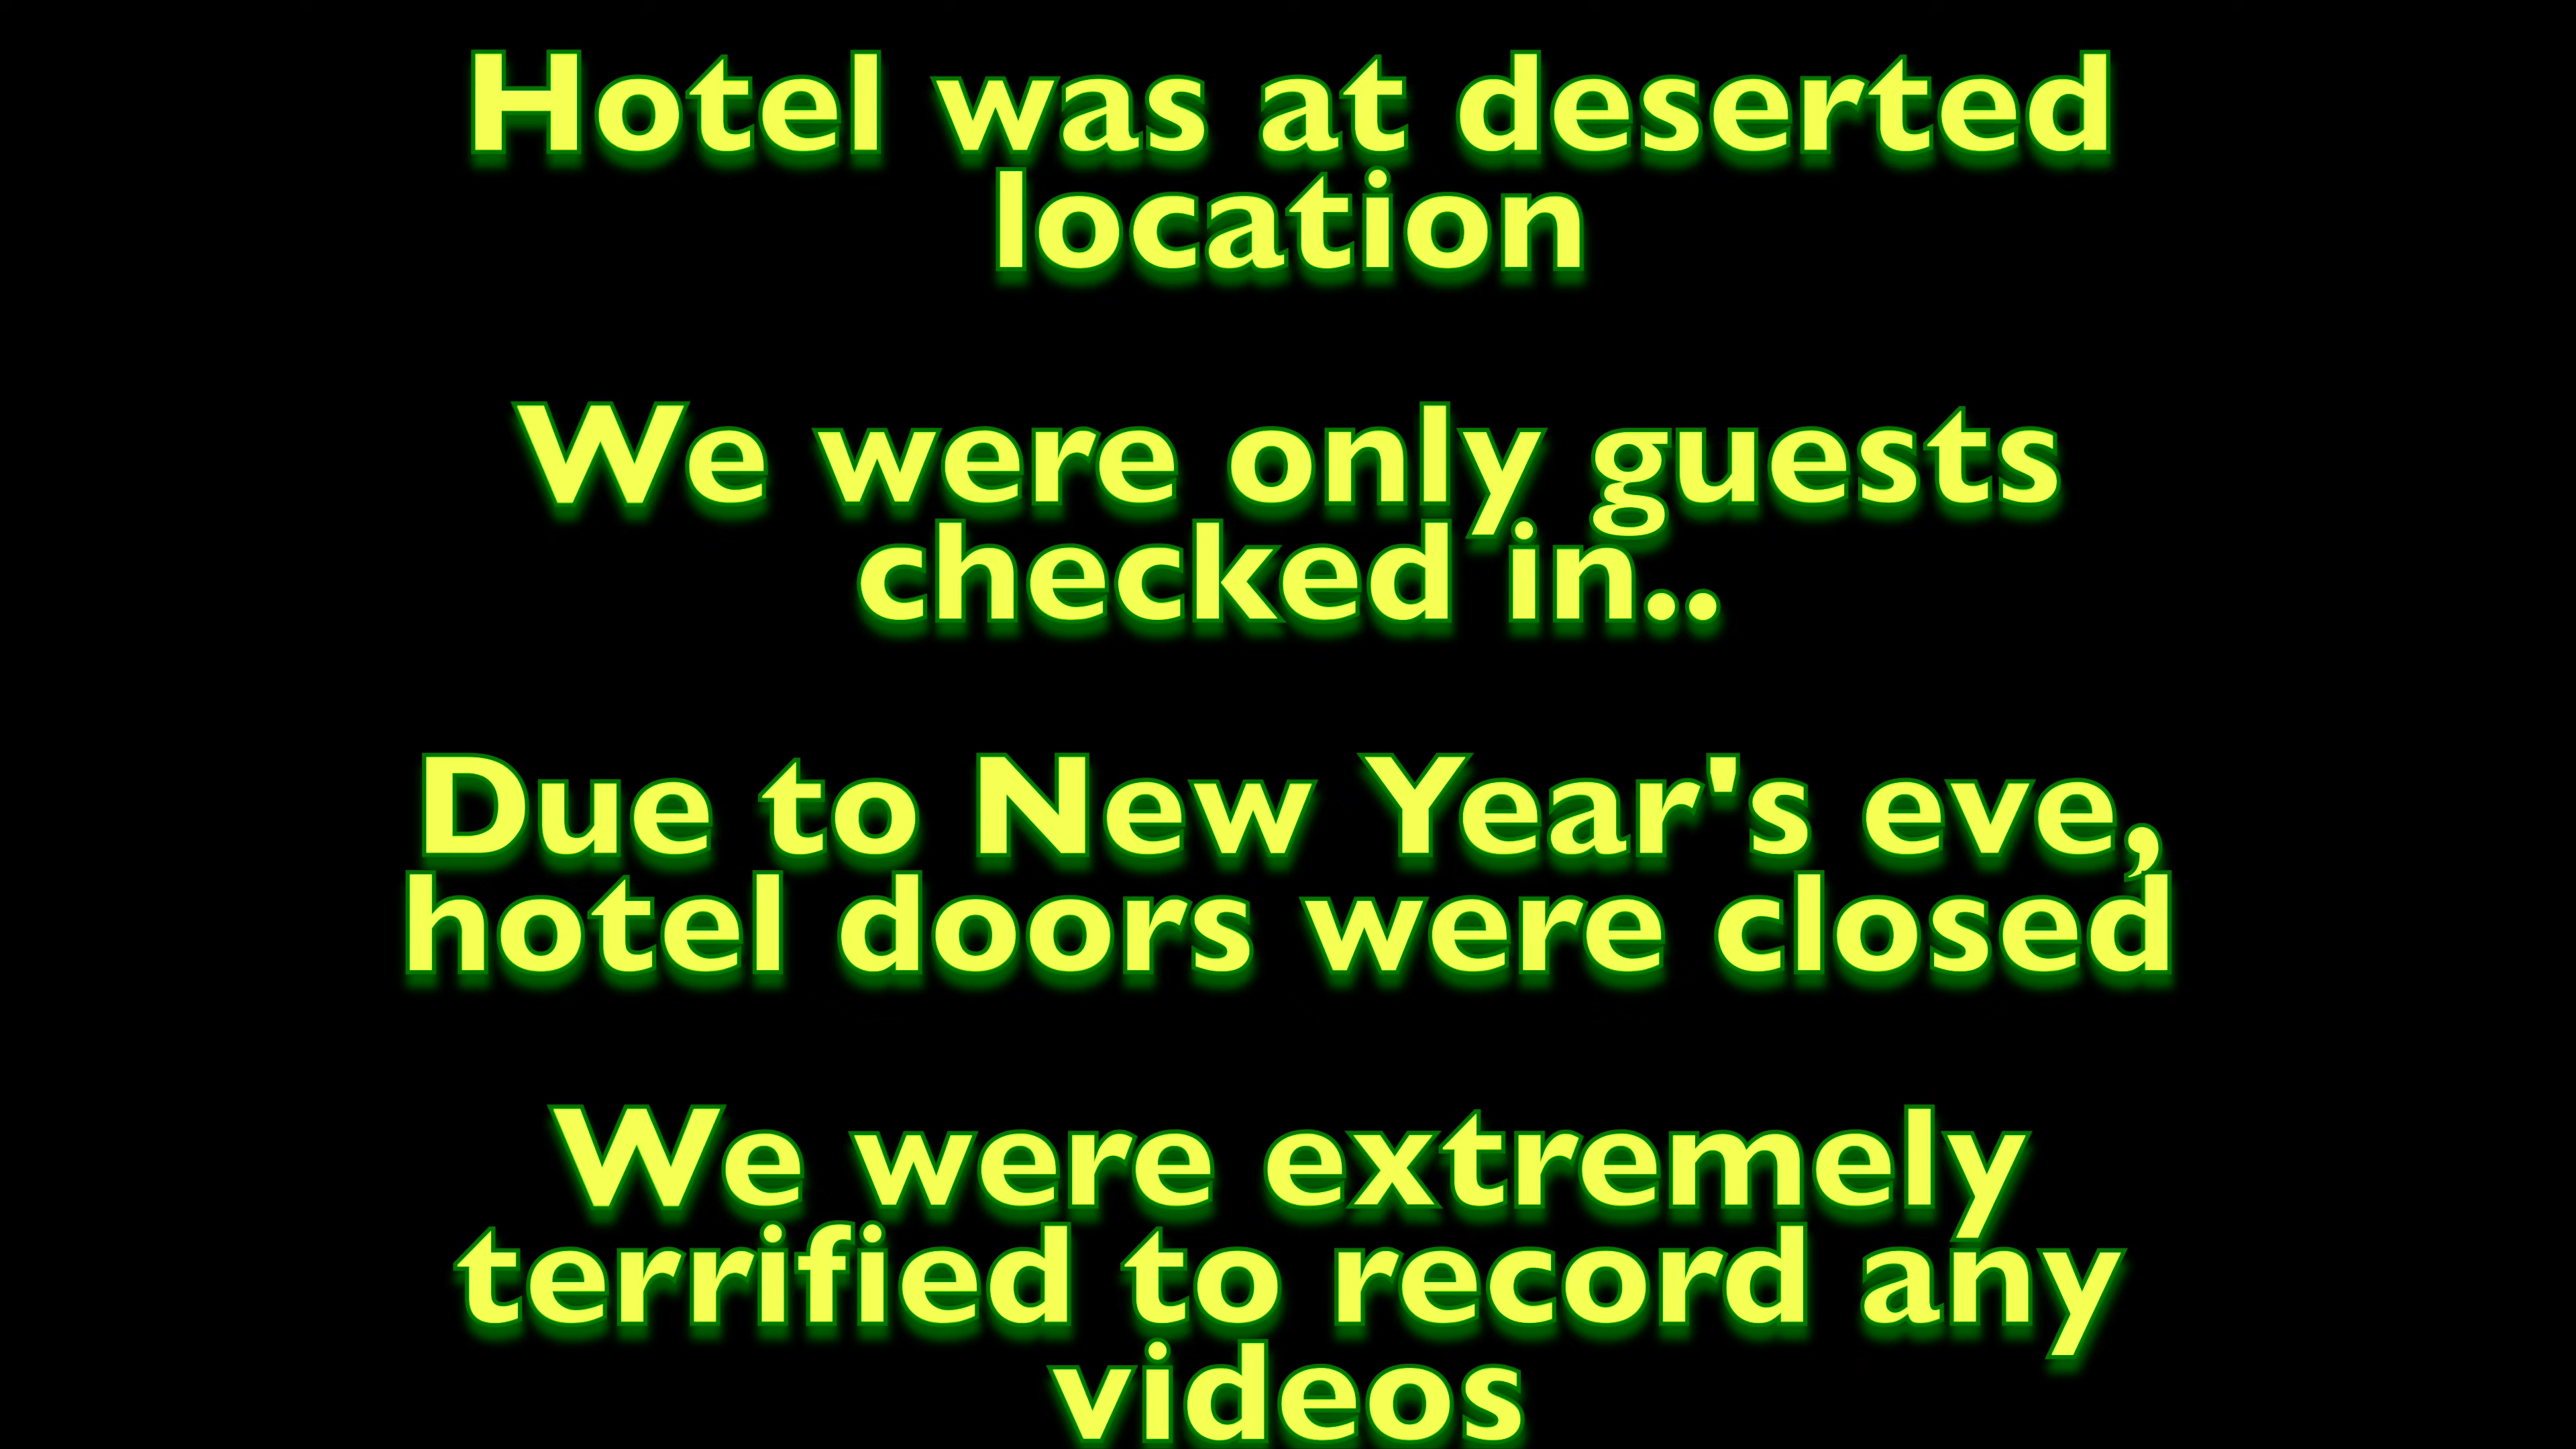 Hotel was at deserted
location
We were only guests
checked in..
Due to New Year's eve,
hotel doors were closed
We were extremely
terrified to record any
videos